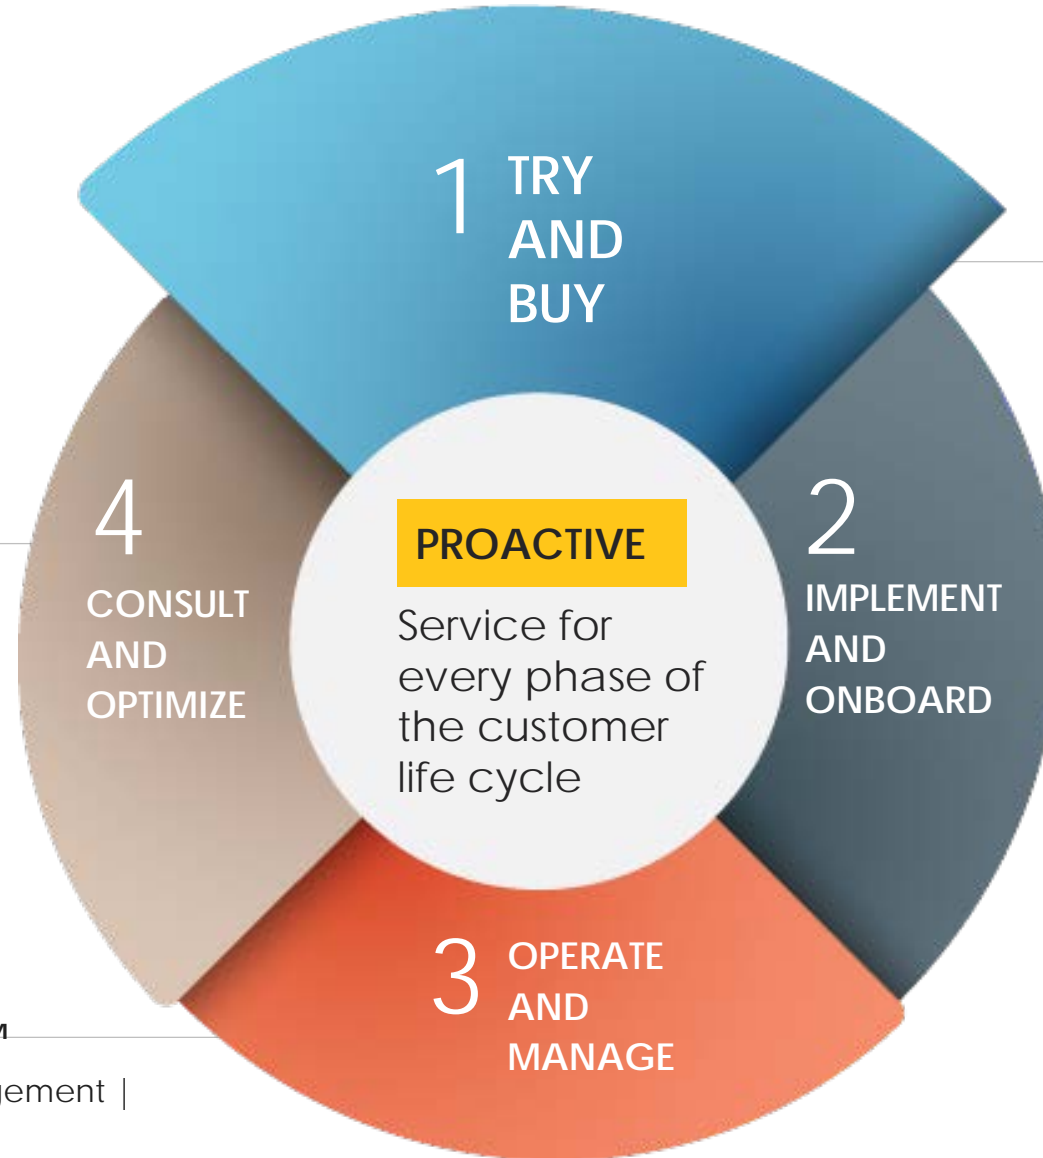 1 TRY
AND
BUY
2
IMPLEMENT
AND
ONBOARD
3 OPERATE
AND
MANAGE
4
CONSULT
AND
OPTIMIZE
PROACTIVE
Service for
every phase of
the customer
life cycle
|